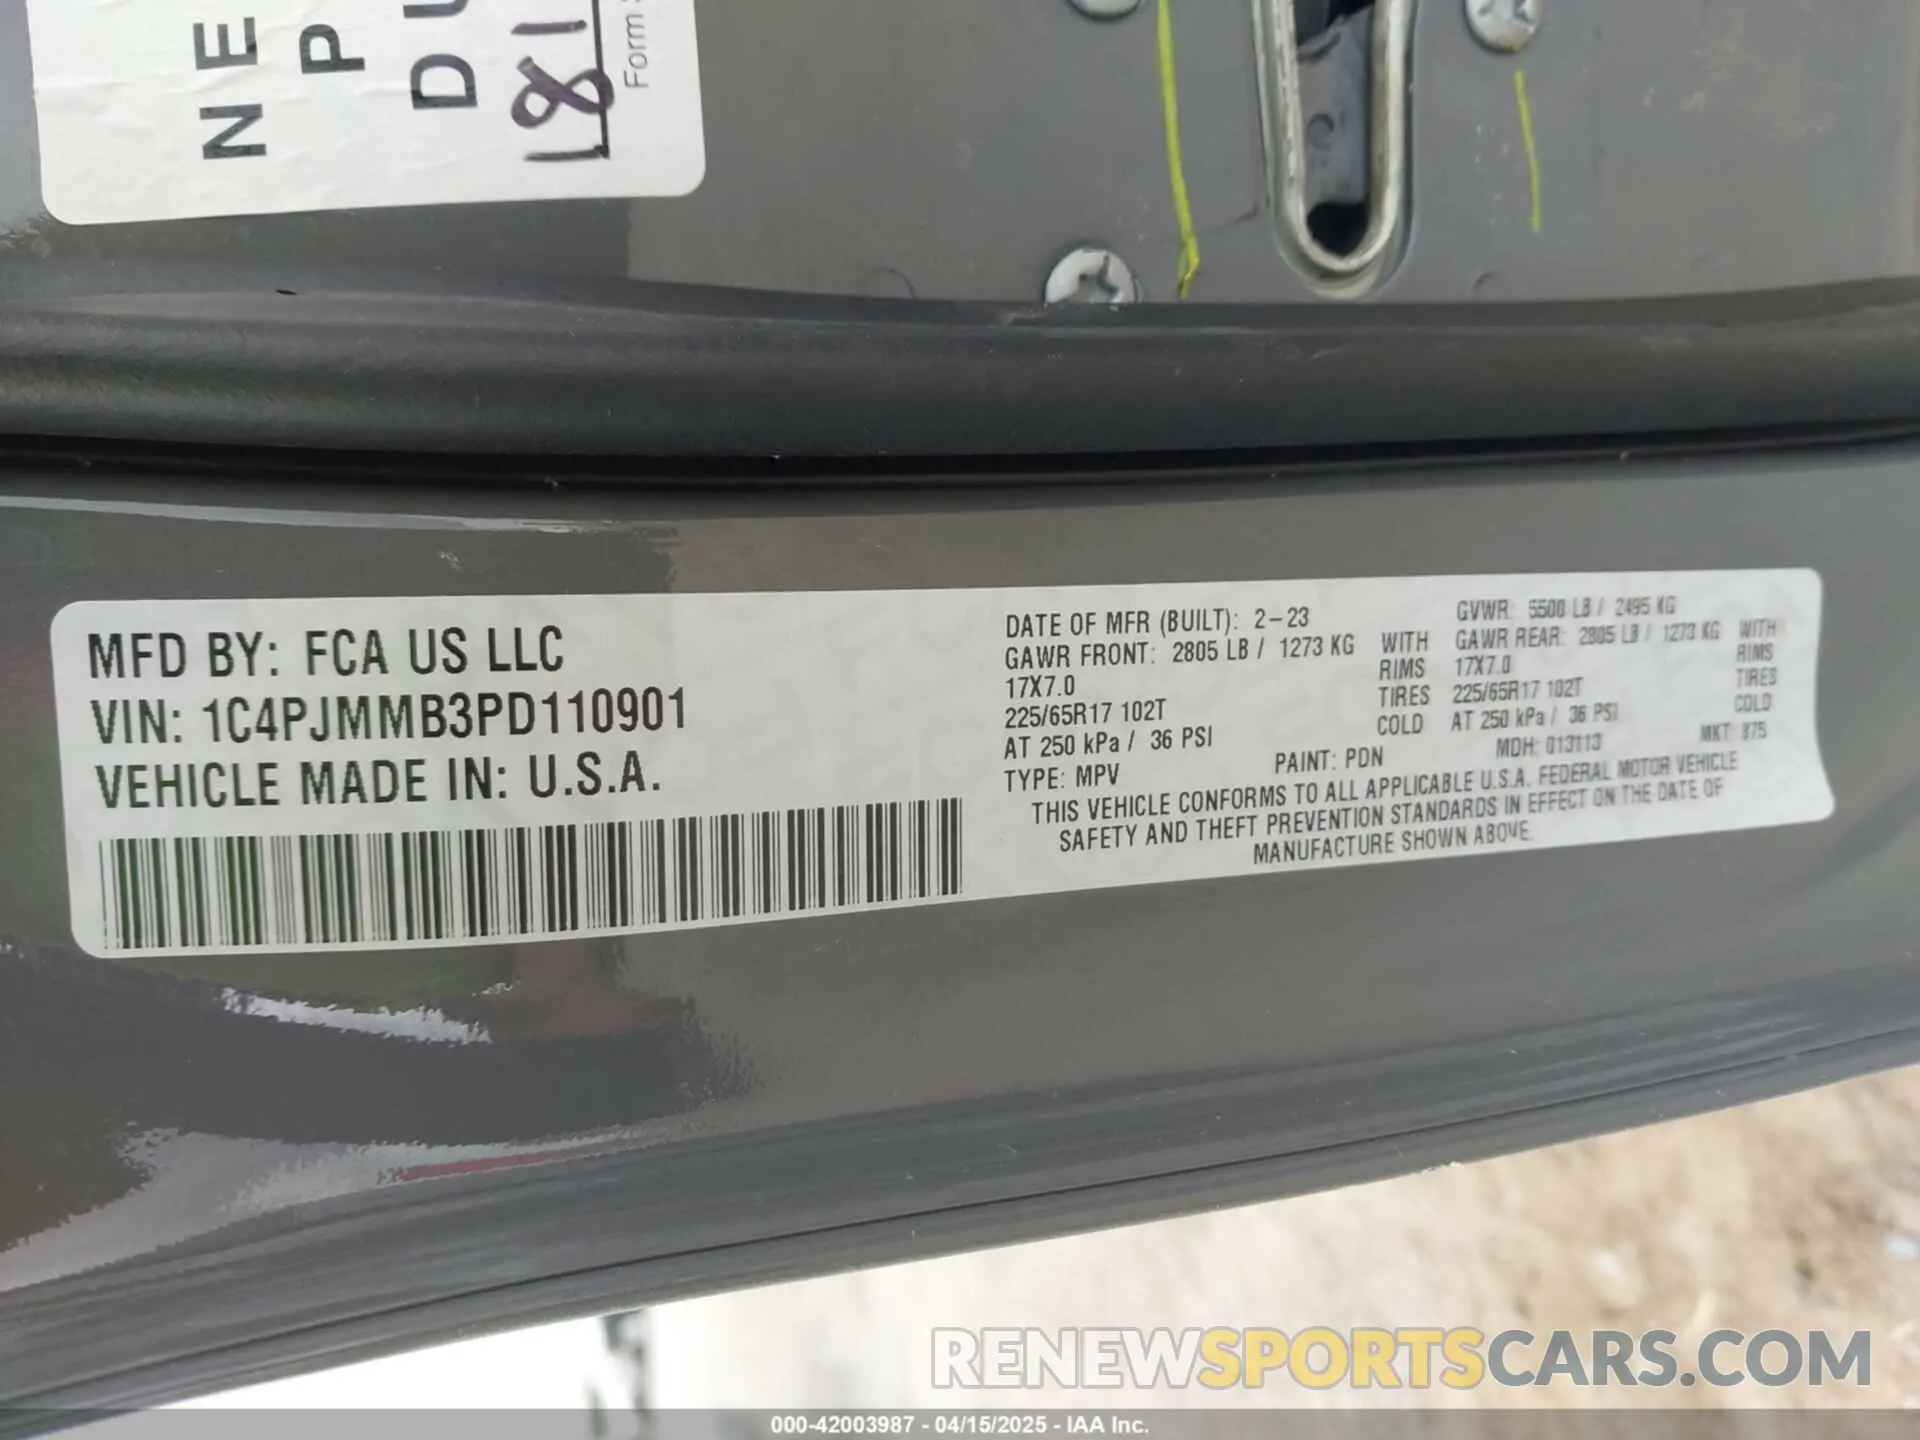 NE
P
DU
181
Form
MFD BY: FCA US LLC
VIN: 1C4PJMMB3PD110901
VEHICLE MADE IN: U.S.A.
DATE OF MFR (BUILT): 2-23 GVWR: 5500 LB / 2495 KG
GAWR FRONT: 2805 LB / 1273 KG WITH GAWR REAR: 2805 LB / 1273 KG WITH
17X7.0 RIMS 17X7.0 RIMS
225/65R17 102T TIRES 225/65R17 102T TIRES
AT 250 kPa / 36 PSI COLD AT 250 kPa / 36 PSI COLD
TYPE: MPV PAINT: PDN MDH: 013113 MKT: 875
THIS VEHICLE CONFORMS TO ALL APPLICABLE U.S.A. FEDERAL MOTOR VEHICLE
SAFETY AND THEFT PREVENTION STANDARDS IN EFFECT ON THE DATE OF
MANUFACTURE SHOWN ABOVE.
RENEWSPORTSCARS.COM
000-42003987 - 04/15/2025 - IAA Inc.